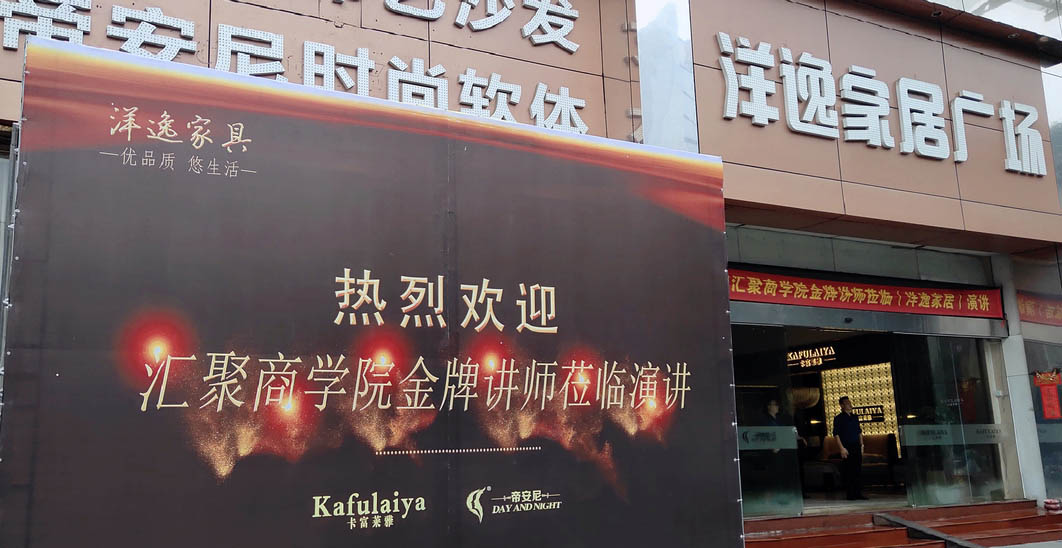 沙发
帝安尼时尚软体
洋逸家居广场
洋逸家具
优品质 悠生活
热烈欢迎
汇聚商学院金牌讲师莅临演讲
Kafulaiya
卡富莱雅
帝安尼
DAY AND NIGHT
汇聚商学院金牌讲师莅临(洋逸家居)演讲
KAFULAIYA